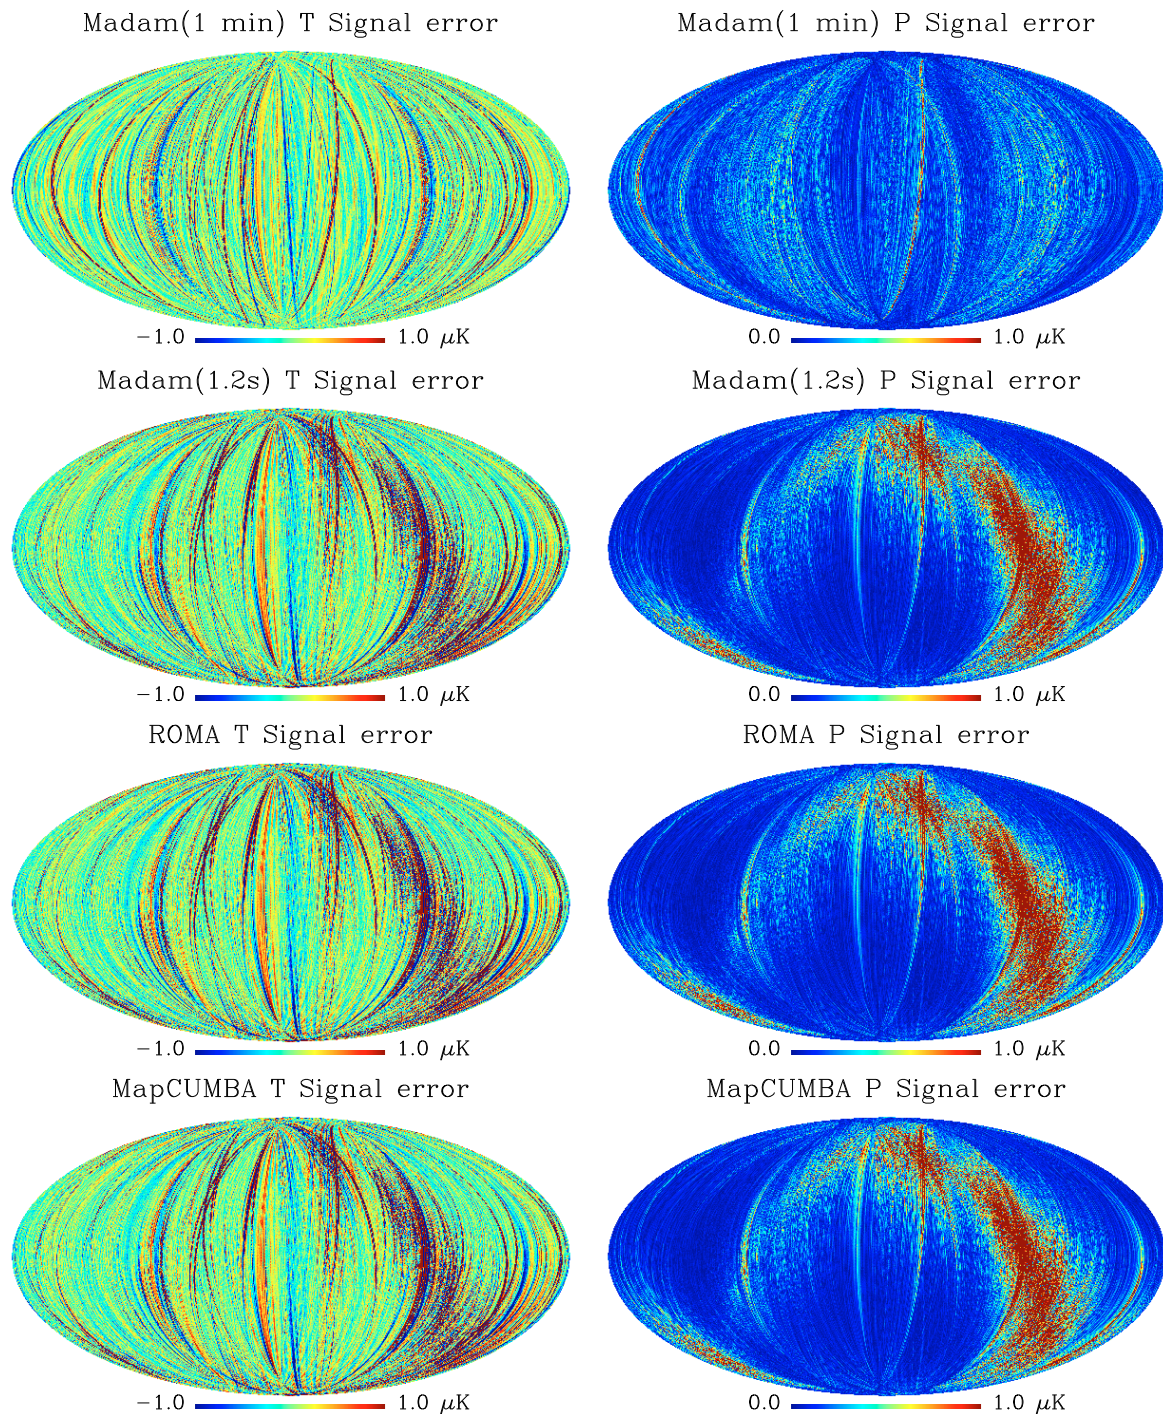 Madam(1 min) T Signal error
Madam(1 min) P Signal error
−1.0 1.0 μK
0.0 1.0 μK
Madam(1.2s) T Signal error
Madam(1.2s) P Signal error
−1.0 1.0 μK
0.0 1.0 μK
ROMA T Signal error
ROMA P Signal error
−1.0 1.0 μK
0.0 1.0 μK
MapCUMBA T Signal error
MapCUMBA P Signal error
−1.0 1.0 μK
0.0 1.0 μK